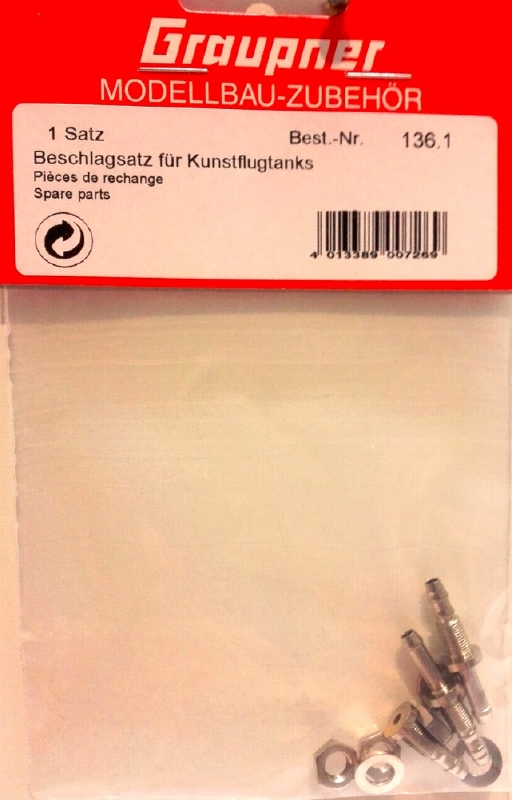 Graupner
MODELLBAU-ZUBEHÖR
1 Satz Best.-Nr. 136.1
Beschlagsatz für Kunstflugtanks
Pièces de rechange
Spare parts
4 013389 007269